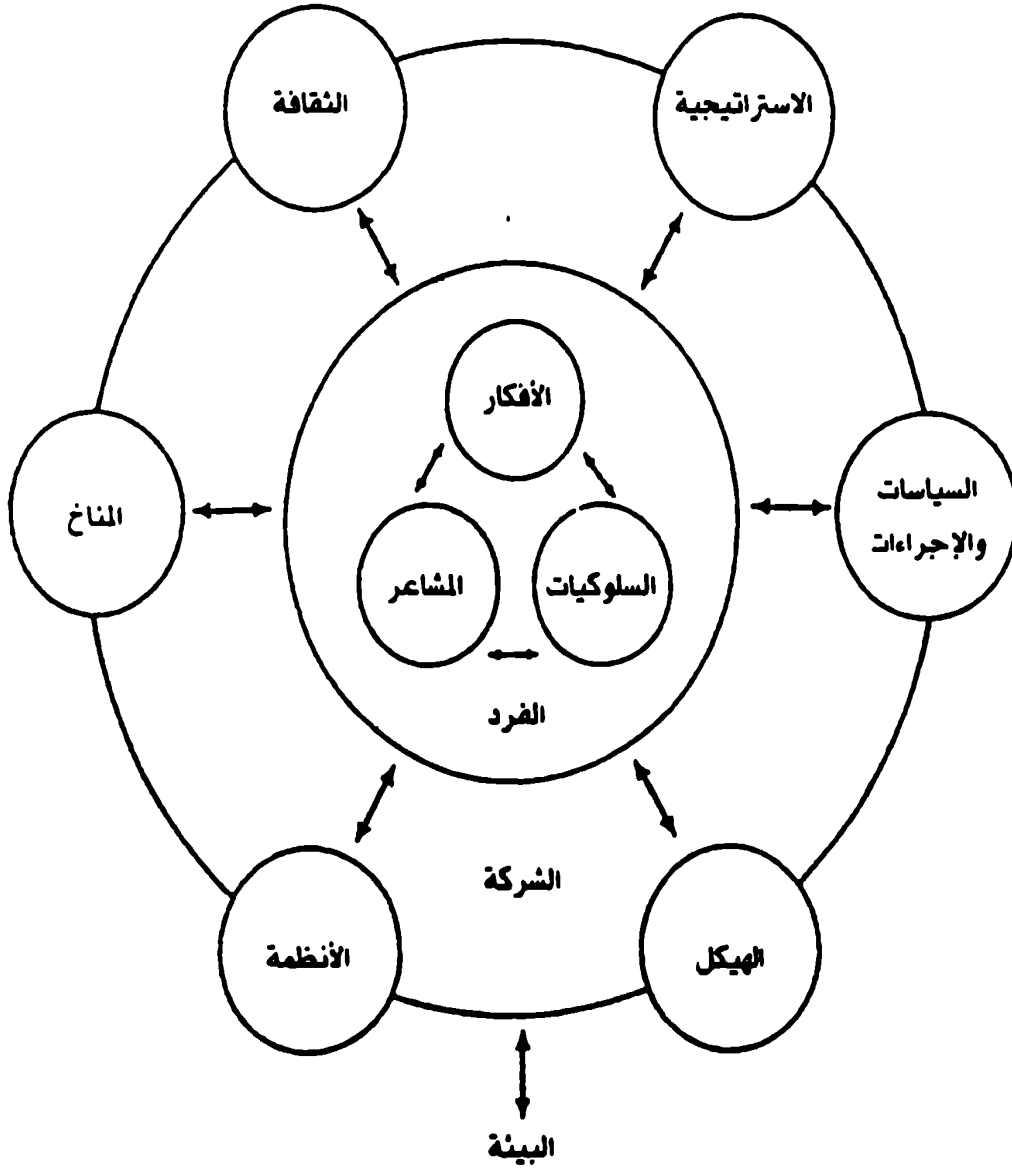 الاستراتيجية
الثقافة
الأفكار
السياسات
والإجراءات
المناخ
السلوكيات
المشاعر
الفرد
الشركة
الهيكل
الأنظمة
البيئة